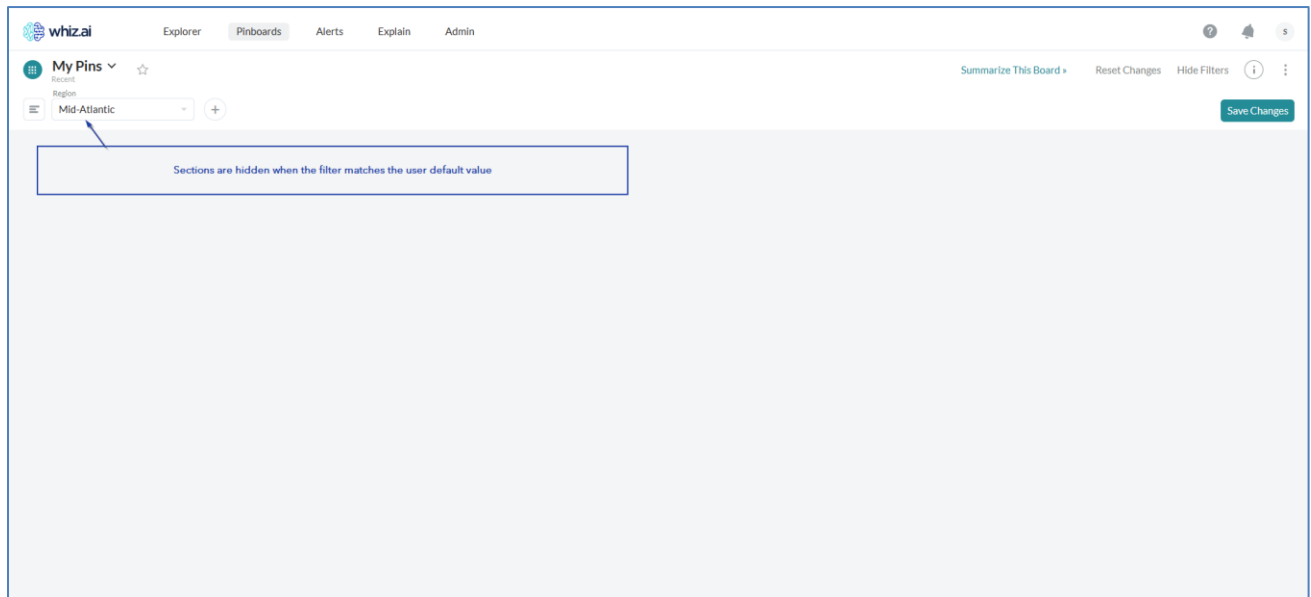 whiz.ai Explorer Pinboards Alerts Explain Admin ? S
My Pins Summarize This Board » Reset Changes Hide Filters i
Recent
Region
Mid-Atlantic + Save Changes
Sections are hidden when the filter matches the user default value